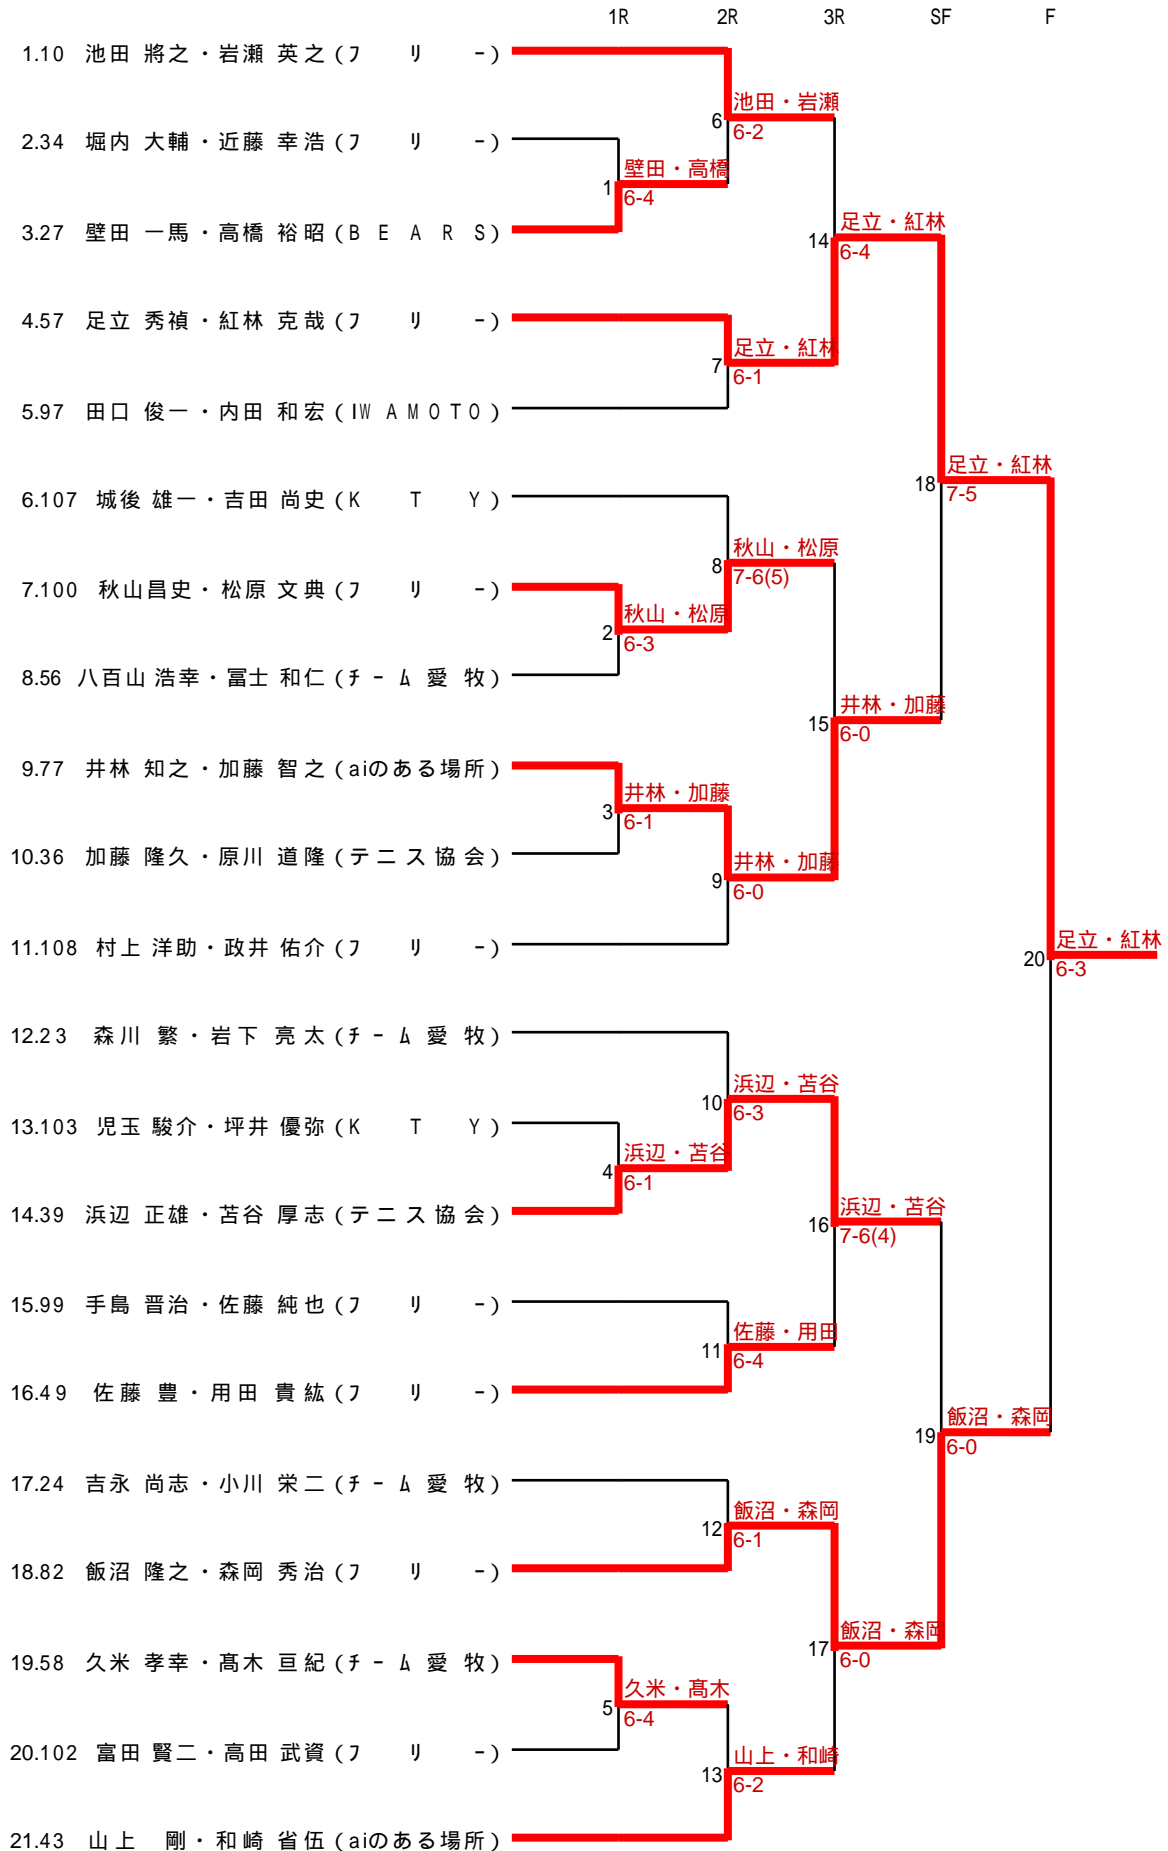 1R 2R 3R SF F
1.10 池田 將之・岩瀬 英之(フリー)
池田・岩瀬
6
6-2
2.34 堀内 大輔・近藤 幸浩(フリー)
壁田・高橋
1
6-4
3.27 壁田 一馬・高橋 裕昭(BEARS)
足立・紅林
14
6-4
4.57 足立 秀禎・紅林 克哉(フリー)
足立・紅林
7
6-1
5.97 田口 俊一・内田 和宏(IWAMOTO)
足立・紅林
18
7-5
6.107 城後 雄一・吉田 尚史(KTY)
秋山・松原
8
7-6(5)
7.100 秋山昌史・松原 文典(フリー)
秋山・松原
2
6-3
8.56 八百山 浩幸・冨士 和仁(チーム愛牧)
井林・加藤
15
6-0
9.77 井林 知之・加藤 智之(aiのある場所)
井林・加藤
3
6-1
10.36 加藤 隆久・原川 道隆(テニス協会)
井林・加藤
9
6-0
11.108 村上 洋助・政井 佑介(フリー)
足立・紅林
20
6-3
12.23 森川 繁・岩下 亮太(チーム愛牧)
浜辺・苫谷
10
6-3
13.103 児玉 駿介・坪井 優弥(KTY)
浜辺・苫谷
4
6-1
14.39 浜辺 正雄・苫谷 厚志(テニス協会)
浜辺・苫谷
16
7-6(4)
15.99 手島 晋治・佐藤 純也(フリー)
佐藤・用田
11
6-4
16.49 佐藤 豊・用田 貴紘(フリー)
飯沼・森岡
19
6-0
17.24 吉永 尚志・小川 栄二(チーム愛牧)
飯沼・森岡
12
6-1
18.82 飯沼 隆之・森岡 秀治(フリー)
飯沼・森岡
17
6-0
19.58 久米 孝幸・髙木 亘紀(チーム愛牧)
久米・髙木
5
6-4
20.102 富田 賢二・高田 武資(フリー)
山上・和崎
13
6-2
21.43 山上 剛・和崎 省伍(aiのある場所)